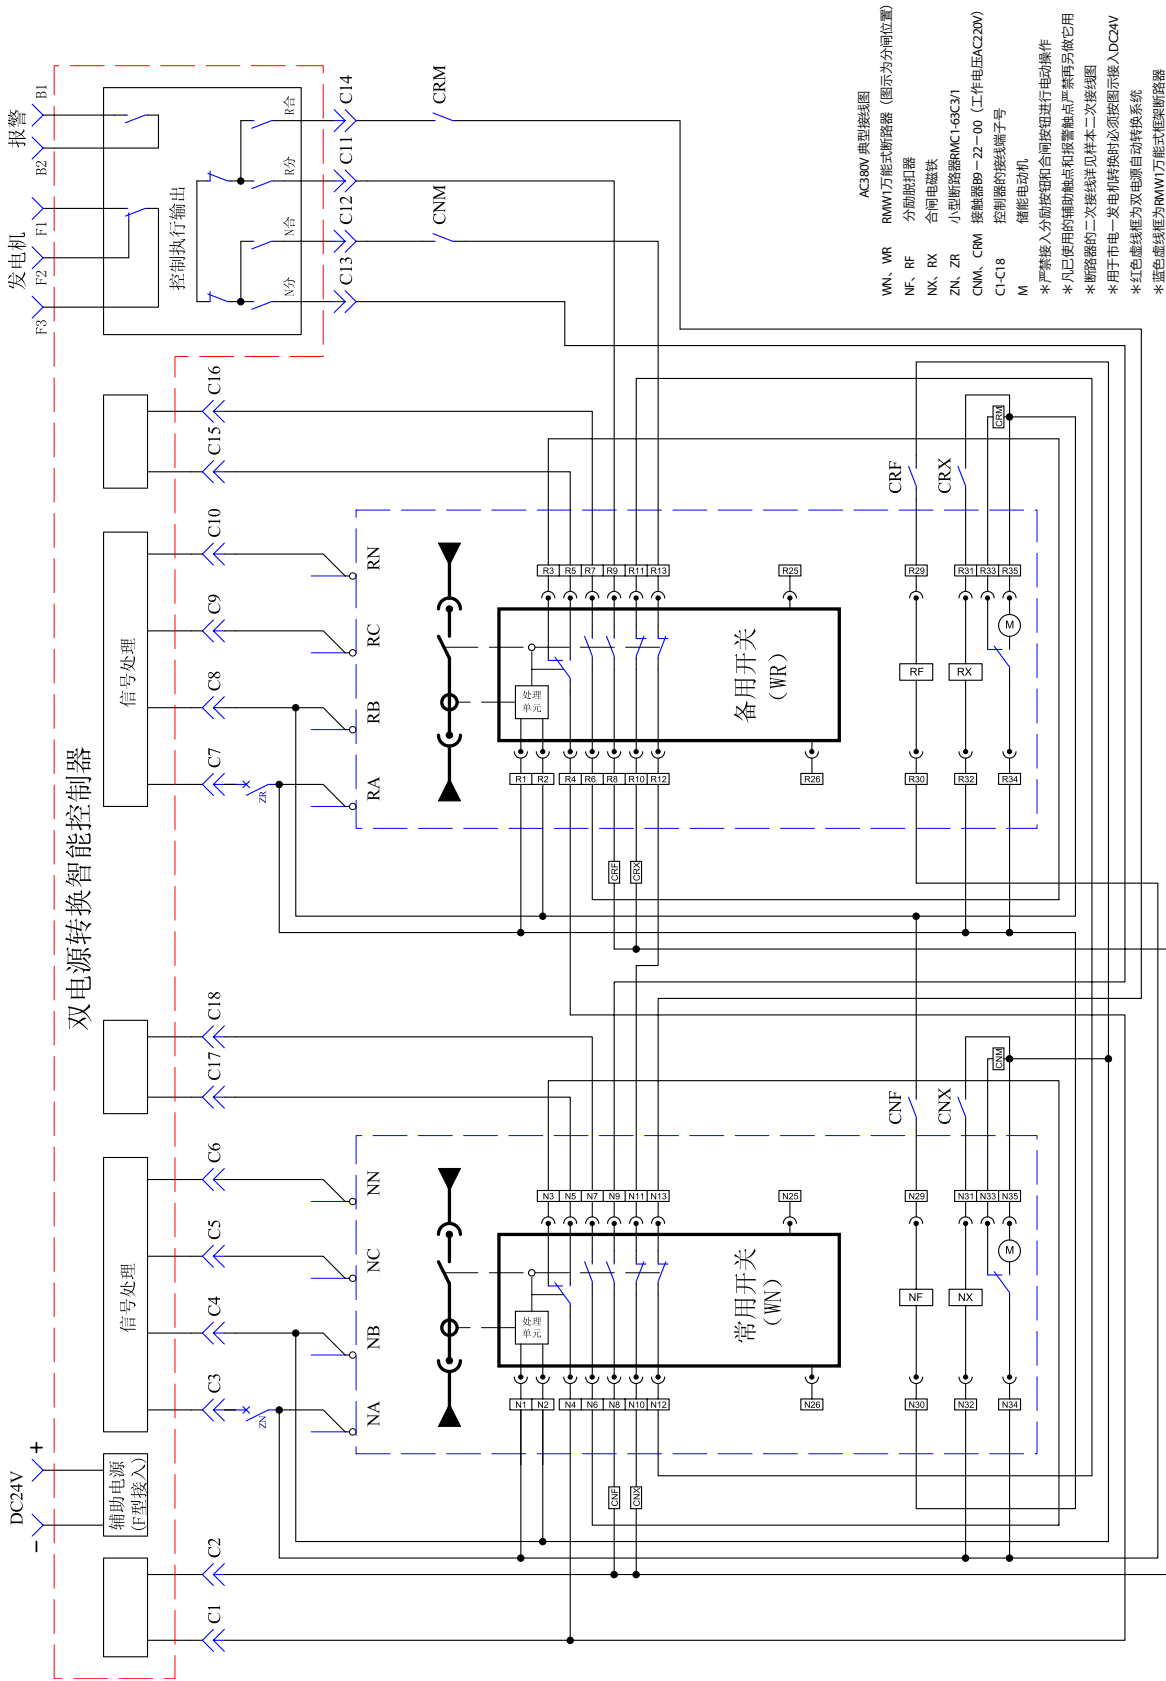 双电源转换智能控制器
DC24V
－
＋
辅助电源
(F型接入)
信号处理
信号处理
发电机
报警
F3
F2
F1
B2
B1
控制执行输出
N分
N合
R分
R合
C1
C2
C3
C4
C5
C6
C17
C18
C7
C8
C9
C10
C15
C16
C13
C12
C11
C14
ZN
ZR
CNM
CRM
NA
NB
NC
NN
RA
RB
RC
RN
处理
单元
常用开关
(WN)
N1
N2
N4
N6
N8
N10
N12
N26
N30
N32
N34
N3
N5
N7
N9
N11
N13
N25
N29
N31
N33
N35
CNF
CNX
NF
NX
M
CNF
CNX
CNM
处理
单元
备用开关
(WR)
R1
R2
R4
R6
R8
R10
R12
R26
R30
R32
R34
R3
R5
R7
R9
R11
R13
R25
R29
R31
R33
R35
CRF
CRX
RF
RX
M
CRF
CRX
CRM
AC380V 典型接线图
WN、WR RMW1万能式断路器（图示为分闸位置）
NF、RF 分励脱扣器
NX、RX 合闸电磁铁
ZN、ZR 小型断路器RMC1-63C3/1
CNM、CRM 接触器B9－22－00（工作电压AC220V）
C1-C18 控制器的接线端子号
M 储能电动机
＊严禁接入分励按钮和合闸按钮进行电动操作
＊凡已使用的辅助触点和报警触点严禁再另做它用
＊断路器的二次接线详见样本二次接线图
＊用于市电一发电机转换时必须按图示接入DC24V
＊红色虚线框为双电源自动转换系统
＊蓝色虚线框为RMW1万能式框架断路器